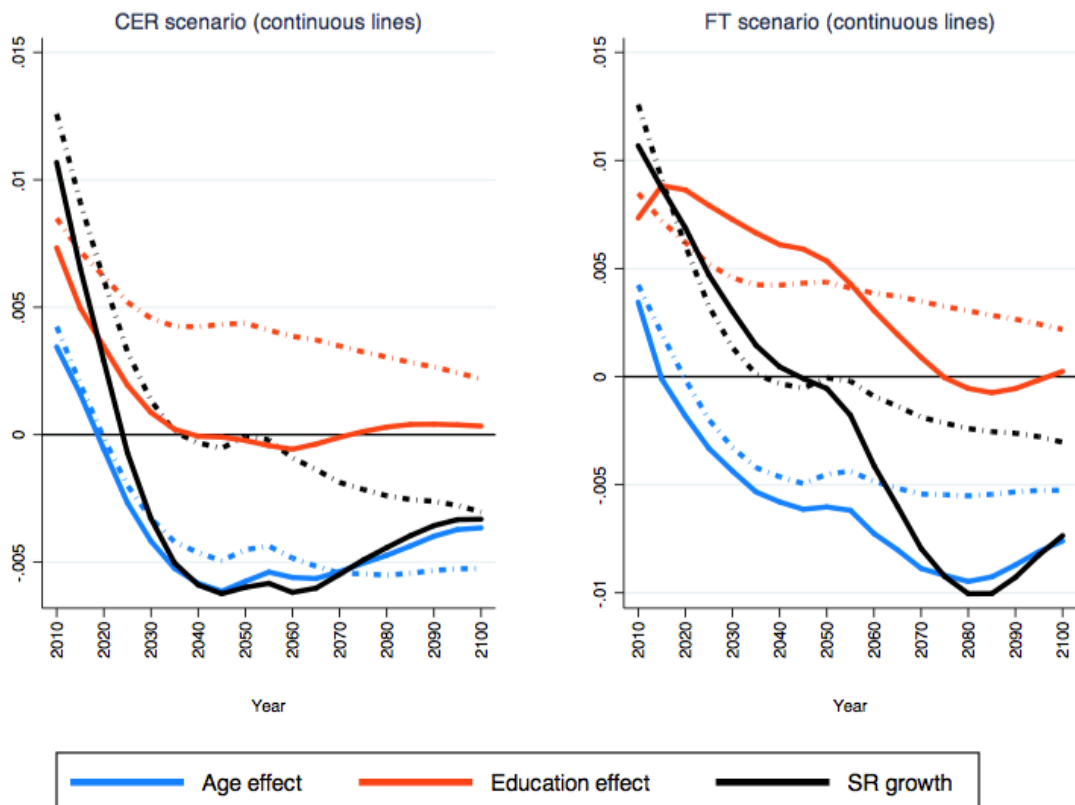 CER scenario (continuous lines)
.015
.01
.005
0
-.005
2010 2020 2030 2040 2050 2060 2070 2080 2090 2100
Year
FT scenario (continuous lines)
.015
.01
.005
0
-.005
-.01
2010 2020 2030 2040 2050 2060 2070 2080 2090 2100
Year
Age effect Education effect SR growth